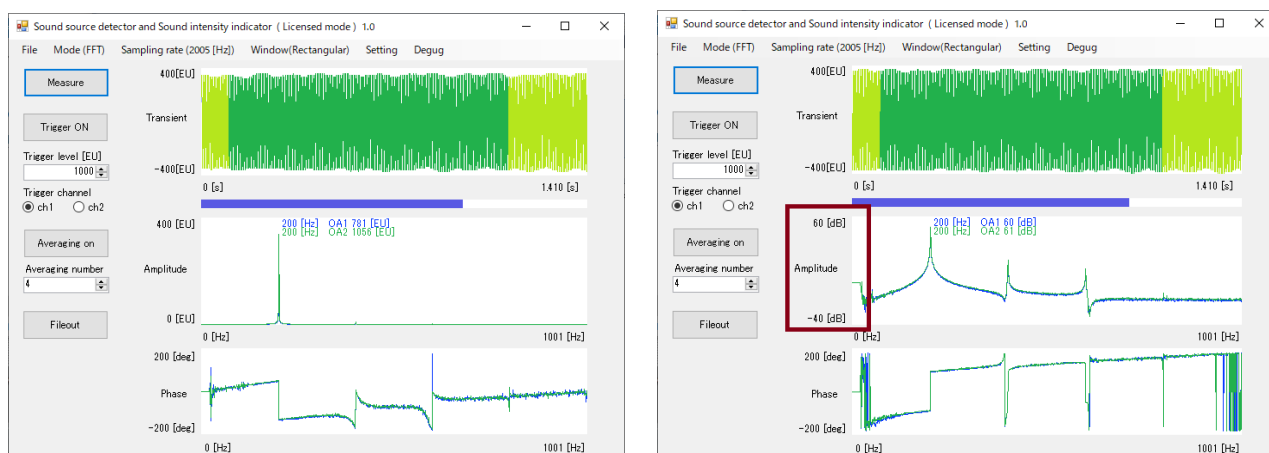 Sound source detector and Sound intensity indicator ( Licensed mode ) 1.0
File Mode (FFT) Sampling rate (2005 [Hz]) Window(Rectangular) Setting Degug
Measure
Trigger ON
Trigger level [EU]
1000
Trigger channel
ch1 ch2
Averaging on
Averaging number
4
Fileout
400[EU]
Transient
-400[EU]
0 [s] 1.410 [s]
400 [EU]
200 [Hz] OA1 781 [EU]
200 [Hz] OA2 1056 [EU]
Amplitude
0 [EU]
0 [Hz] 1001 [Hz]
200 [deg]
Phase
-200 [deg]
0 [Hz] 1001 [Hz]
Sound source detector and Sound intensity indicator ( Licensed mode ) 1.0
File Mode (FFT) Sampling rate (2005 [Hz]) Window(Rectangular) Setting Degug
Measure
Trigger ON
Trigger level [EU]
1000
Trigger channel
ch1 ch2
Averaging on
Averaging number
4
Fileout
400[EU]
Transient
-400[EU]
0 [s] 1.410 [s]
60 [dB]
200 [Hz] OA1 60 [dB]
200 [Hz] OA2 61 [dB]
Amplitude
-40 [dB]
0 [Hz] 1001 [Hz]
200 [deg]
Phase
-200 [deg]
0 [Hz] 1001 [Hz]